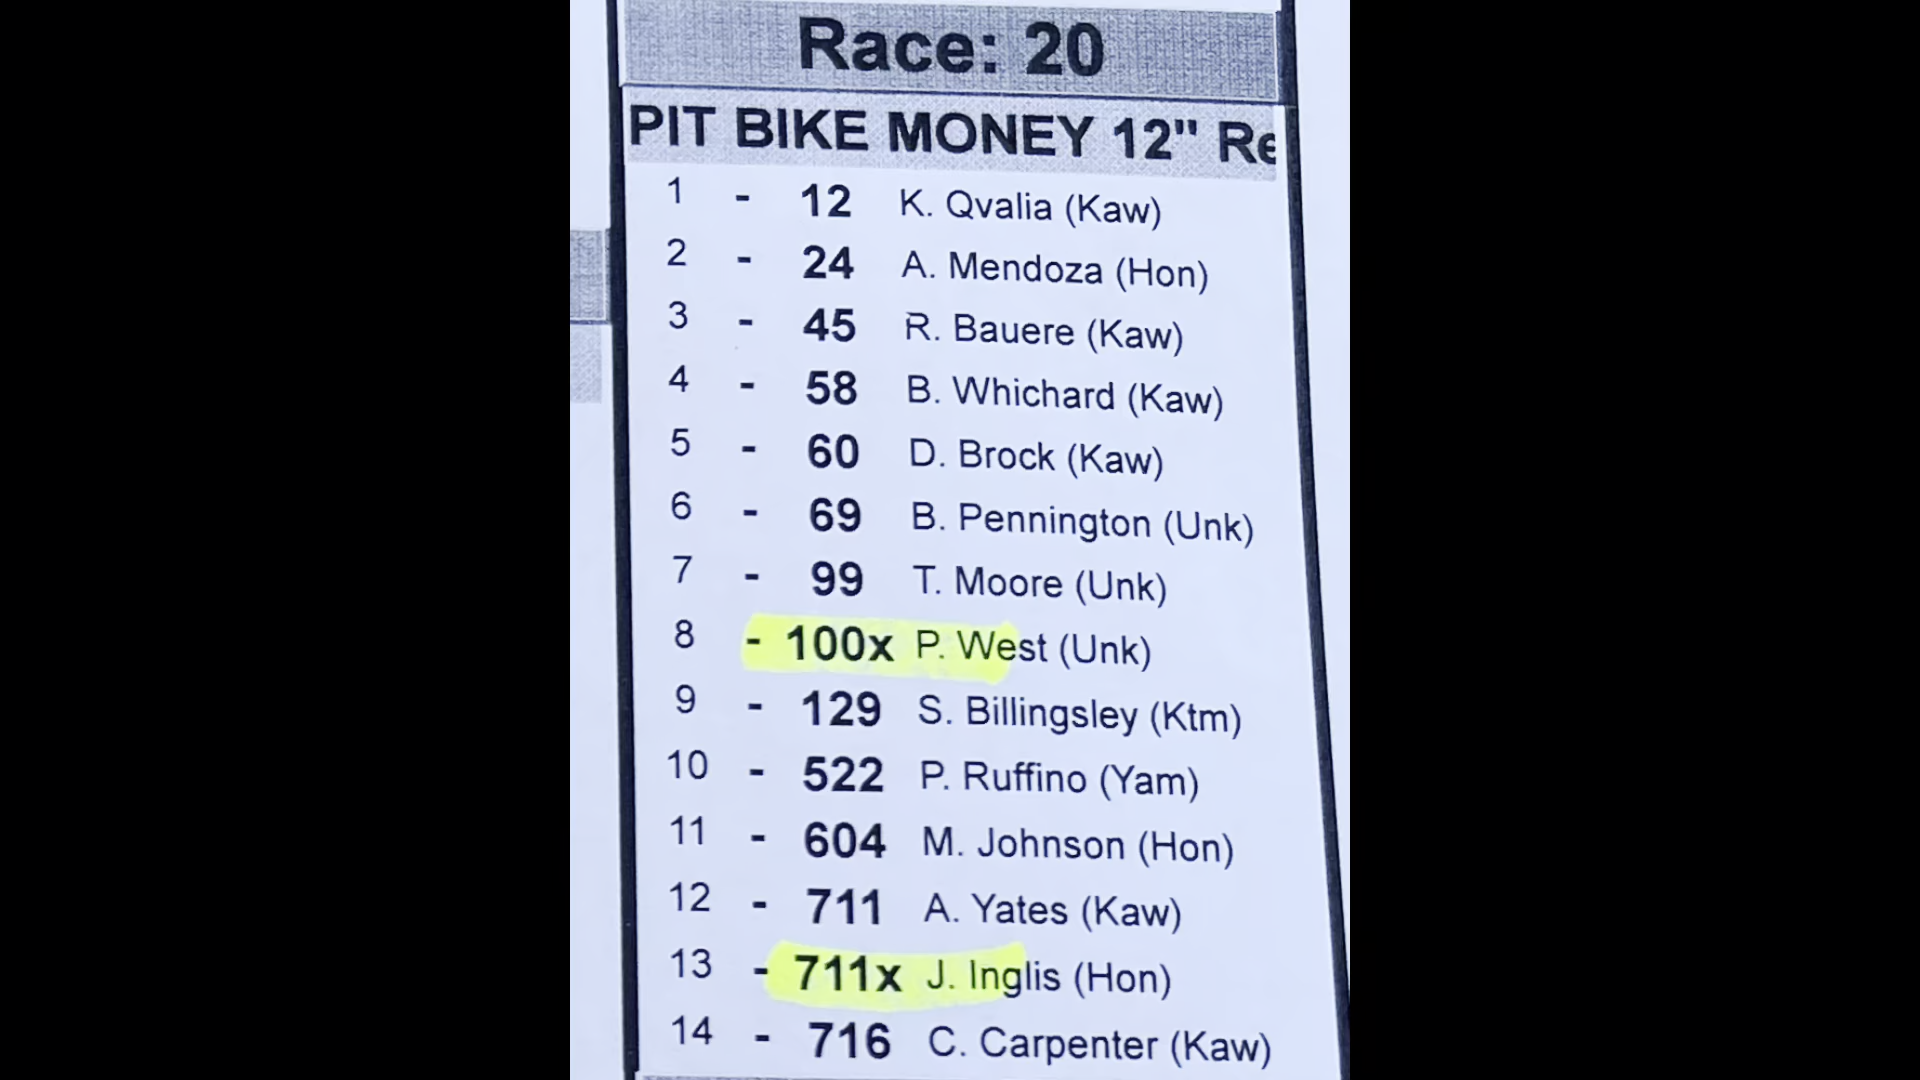 Race: 20
PIT BIKE MONEY 12" Re
1 - 12 K. Qvalia (Kaw)
2 - 24 A. Mendoza (Hon)
3 - 45 R. Bauere (Kaw)
4 - 58 B. Whichard (Kaw)
5 - 60 D. Brock (Kaw)
6 - 69 B. Pennington (Unk)
7 - 99 T. Moore (Unk)
8 - 100x P. West (Unk)
9 - 129 S. Billingsley (Ktm)
10 - 522 P. Ruffino (Yam)
11 - 604 M. Johnson (Hon)
12 - 711 A. Yates (Kaw)
13 - 711x J. Inglis (Hon)
14 - 716 C. Carpenter (Kaw)